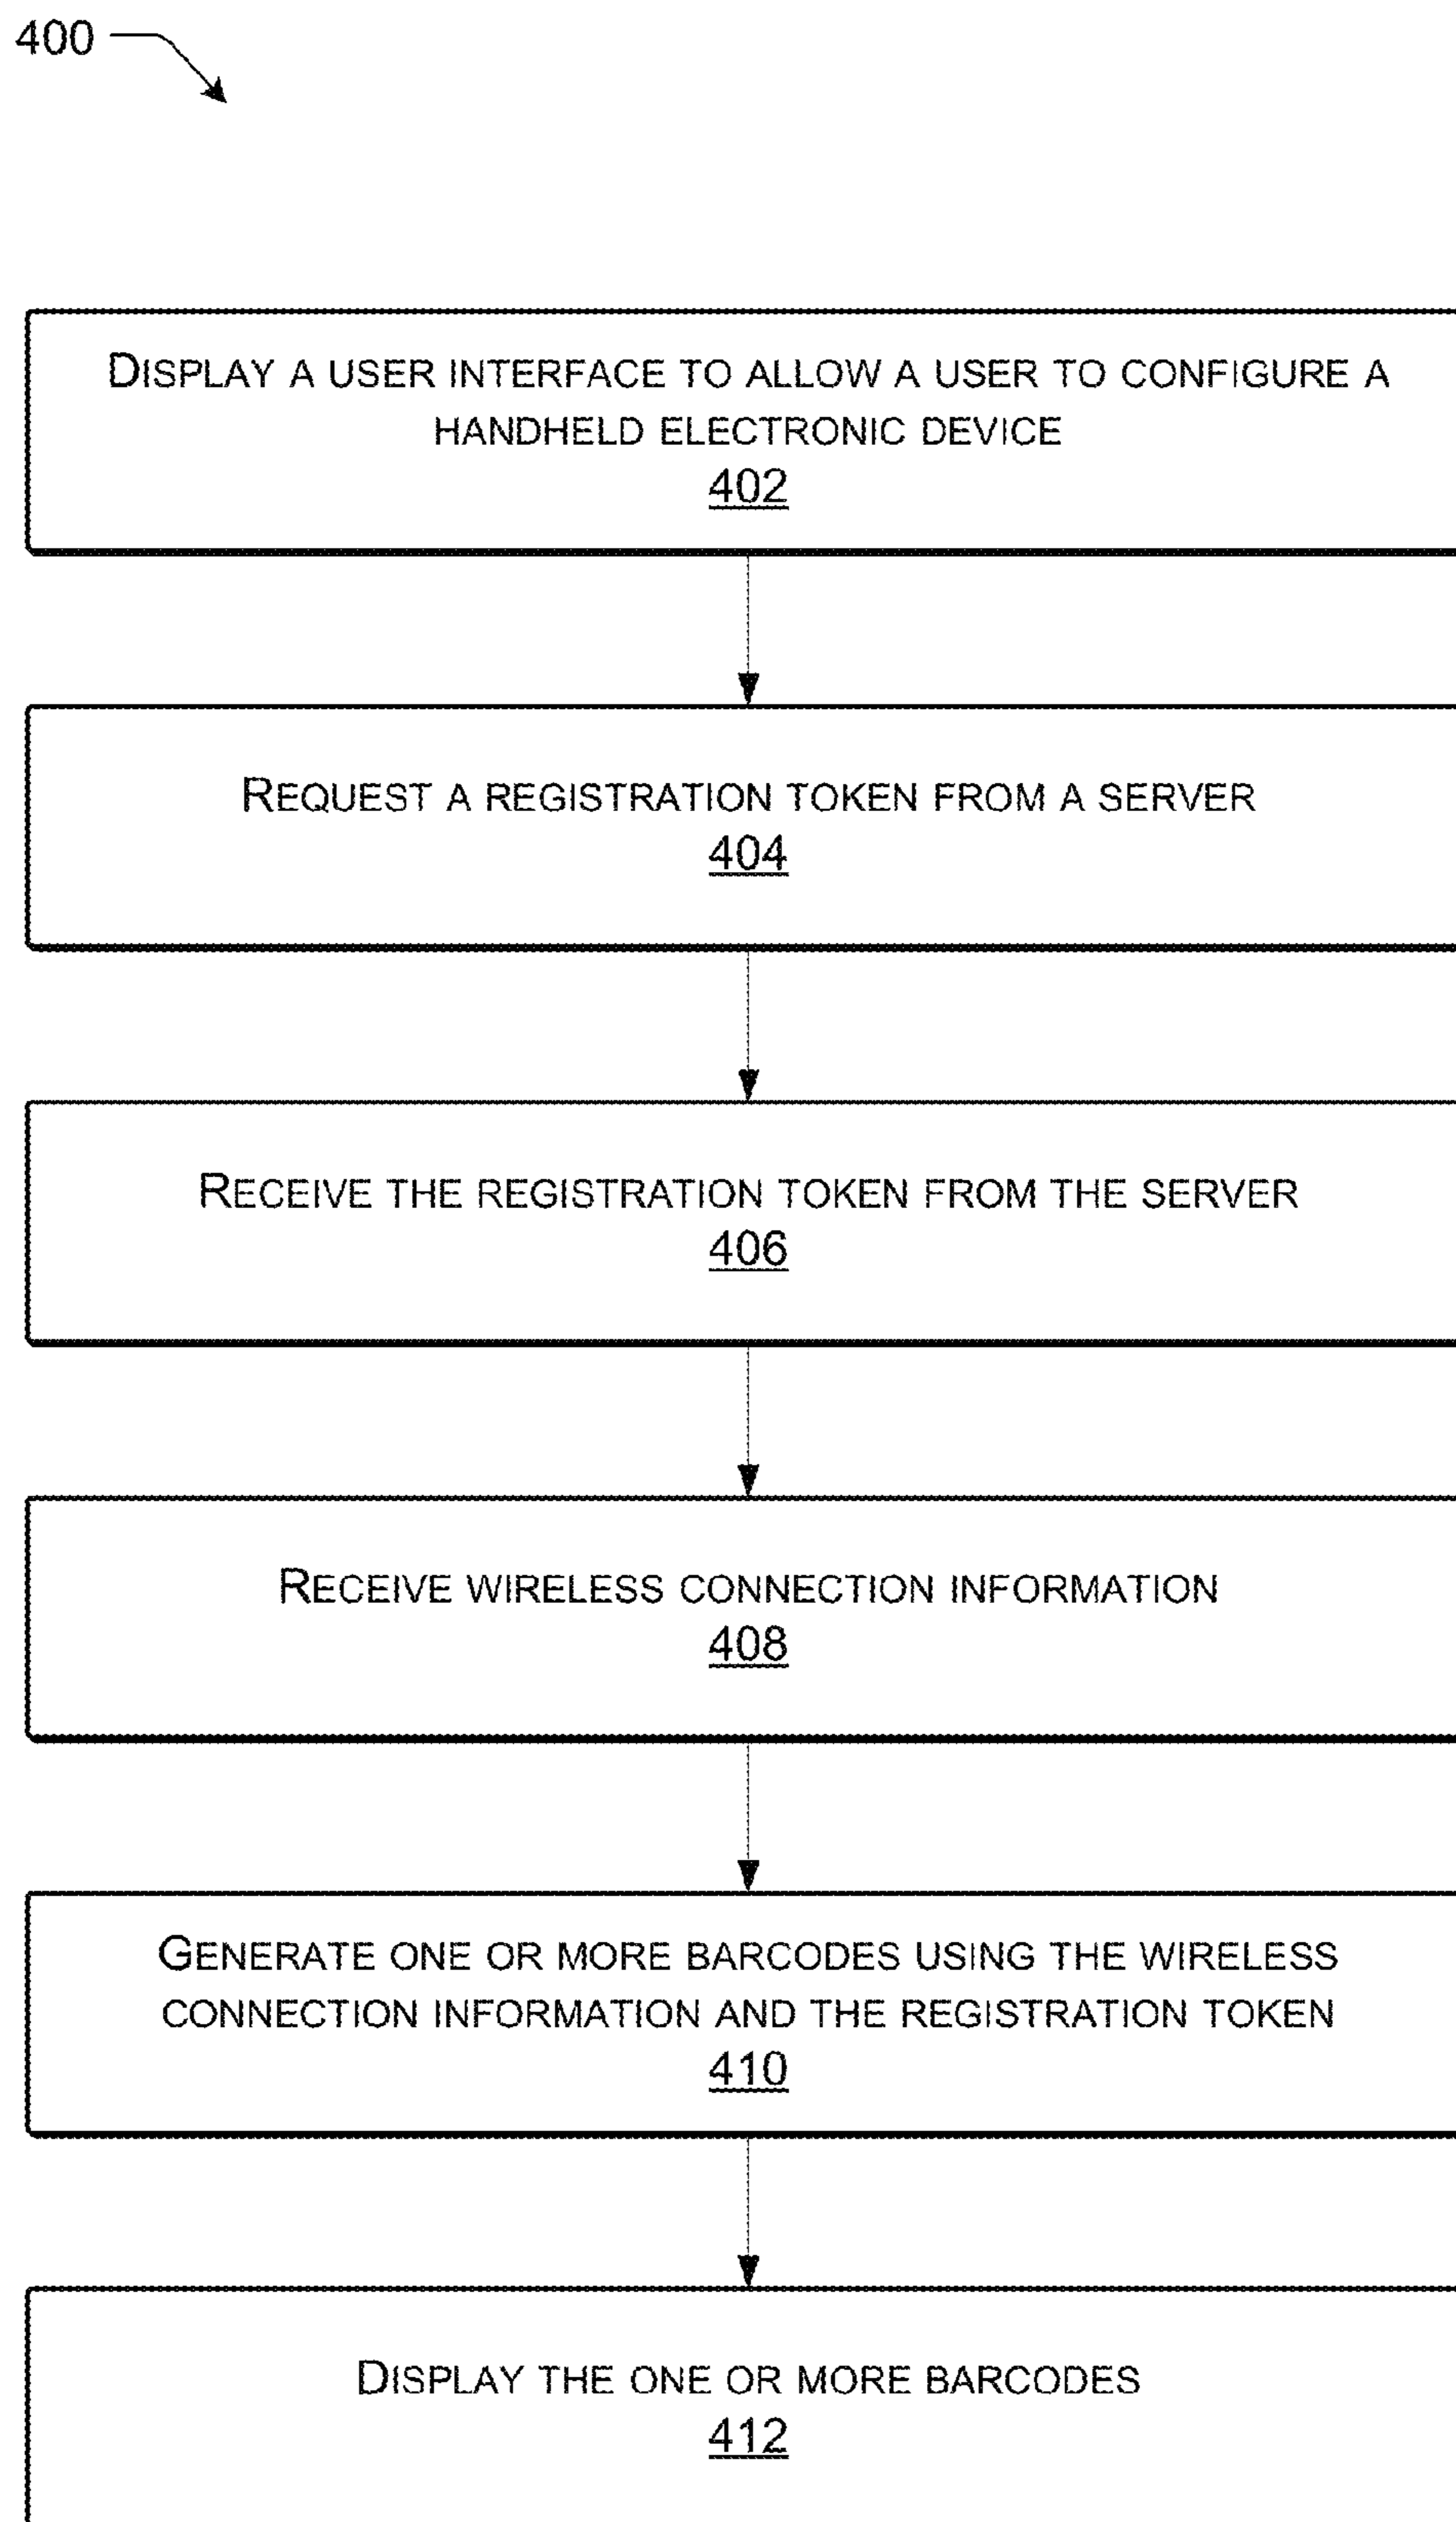 400
DISPLAY A USER INTERFACE TO ALLOW A USER TO CONFIGURE A
HANDHELD ELECTRONIC DEVICE
402
REQUEST A REGISTRATION TOKEN FROM A SERVER
404
RECEIVE THE REGISTRATION TOKEN FROM THE SERVER
406
RECEIVE WIRELESS CONNECTION INFORMATION
408
GENERATE ONE OR MORE BARCODES USING THE WIRELESS
CONNECTION INFORMATION AND THE REGISTRATION TOKEN
410
DISPLAY THE ONE OR MORE BARCODES
412